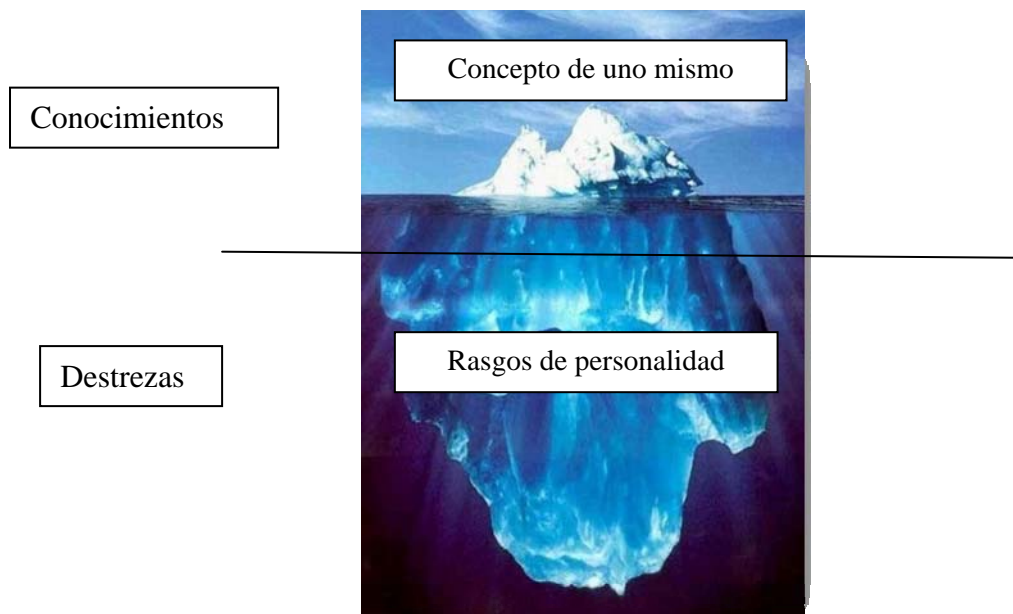 Concepto de uno mismo
Conocimientos
Rasgos de personalidad
Destrezas